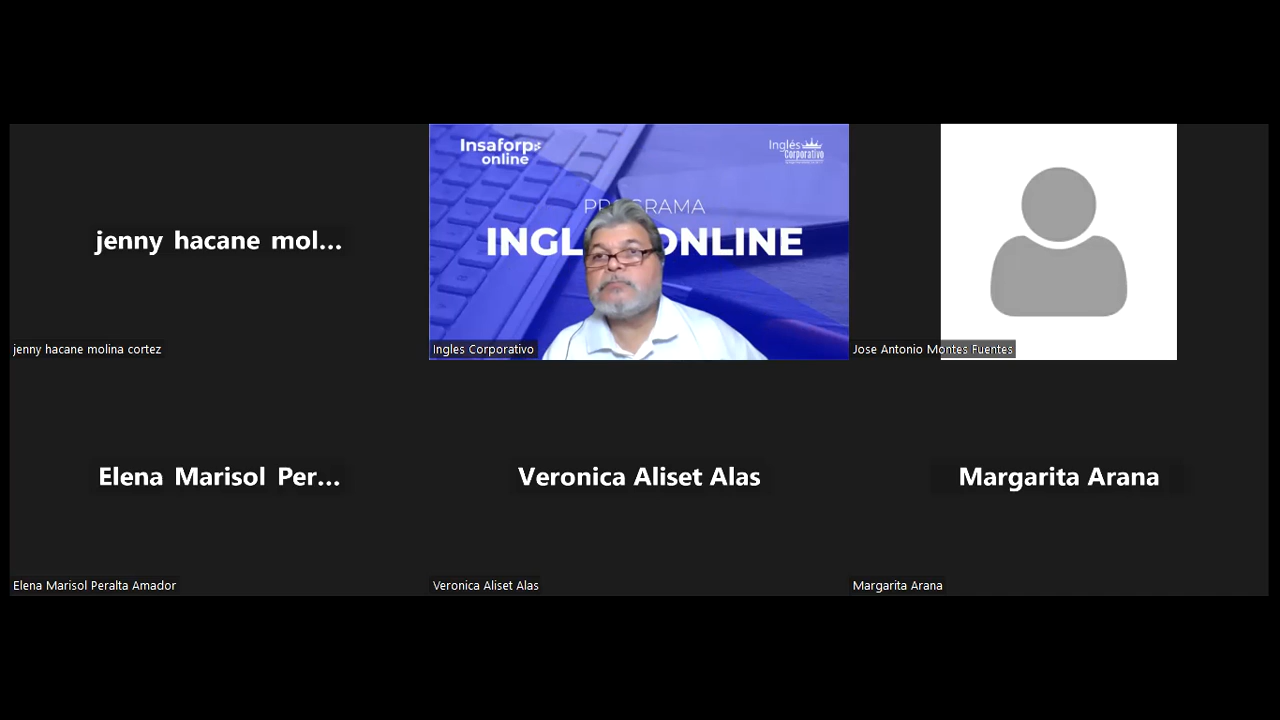 jenny hacane mol...
jenny hacane molina cortez
Insaforp
online
Inglés
Corporativo
PROGRAMA
INGL ONLINE
Ingles Corporativo
Jose Antonio Montes Fuentes
Elena Marisol Per...
Elena Marisol Peralta Amador
Veronica Aliset Alas
Veronica Aliset Alas
Margarita Arana
Margarita Arana